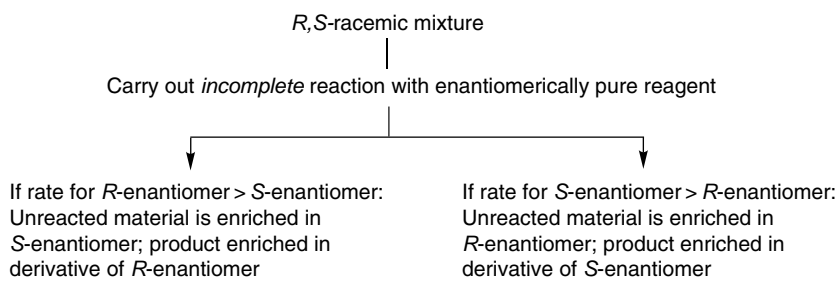 R,S-racemic mixture
Carry out incomplete reaction with enantiomerically pure reagent
If rate for R-enantiomer > S-enantiomer:
Unreacted material is enriched in
S-enantiomer; product enriched in
derivative of R-enantiomer
If rate for S-enantiomer > R-enantiomer:
Unreacted material is enriched in
R-enantiomer; product enriched in
derivative of S-enantiomer